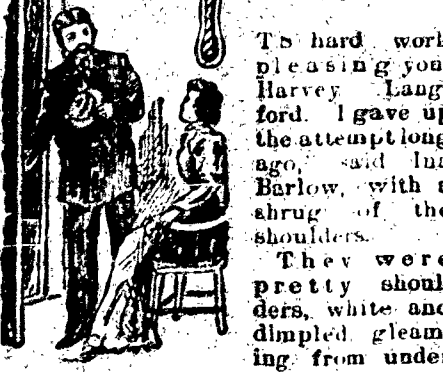 Ts hard work
pleasing you
Harvey Lang-
ford. I gave up
the attempt long
ago, said Ina
Barlow, with a
shrug of the
shoulders.
They were
pretty shoul
ders, white and
dimpled gleam
ing from under